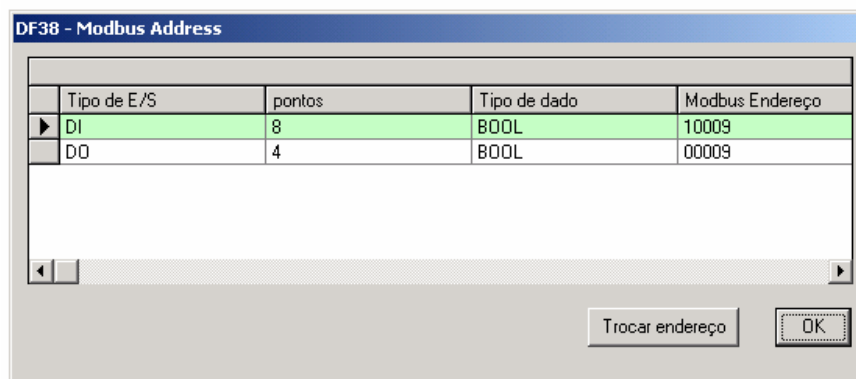 DF38 - Modbus Address
Tipo de E/S pontos Tipo de dado Modbus Endereço
DI 8 BOOL 10009
DO 4 BOOL 00009
Trocar endereço OK